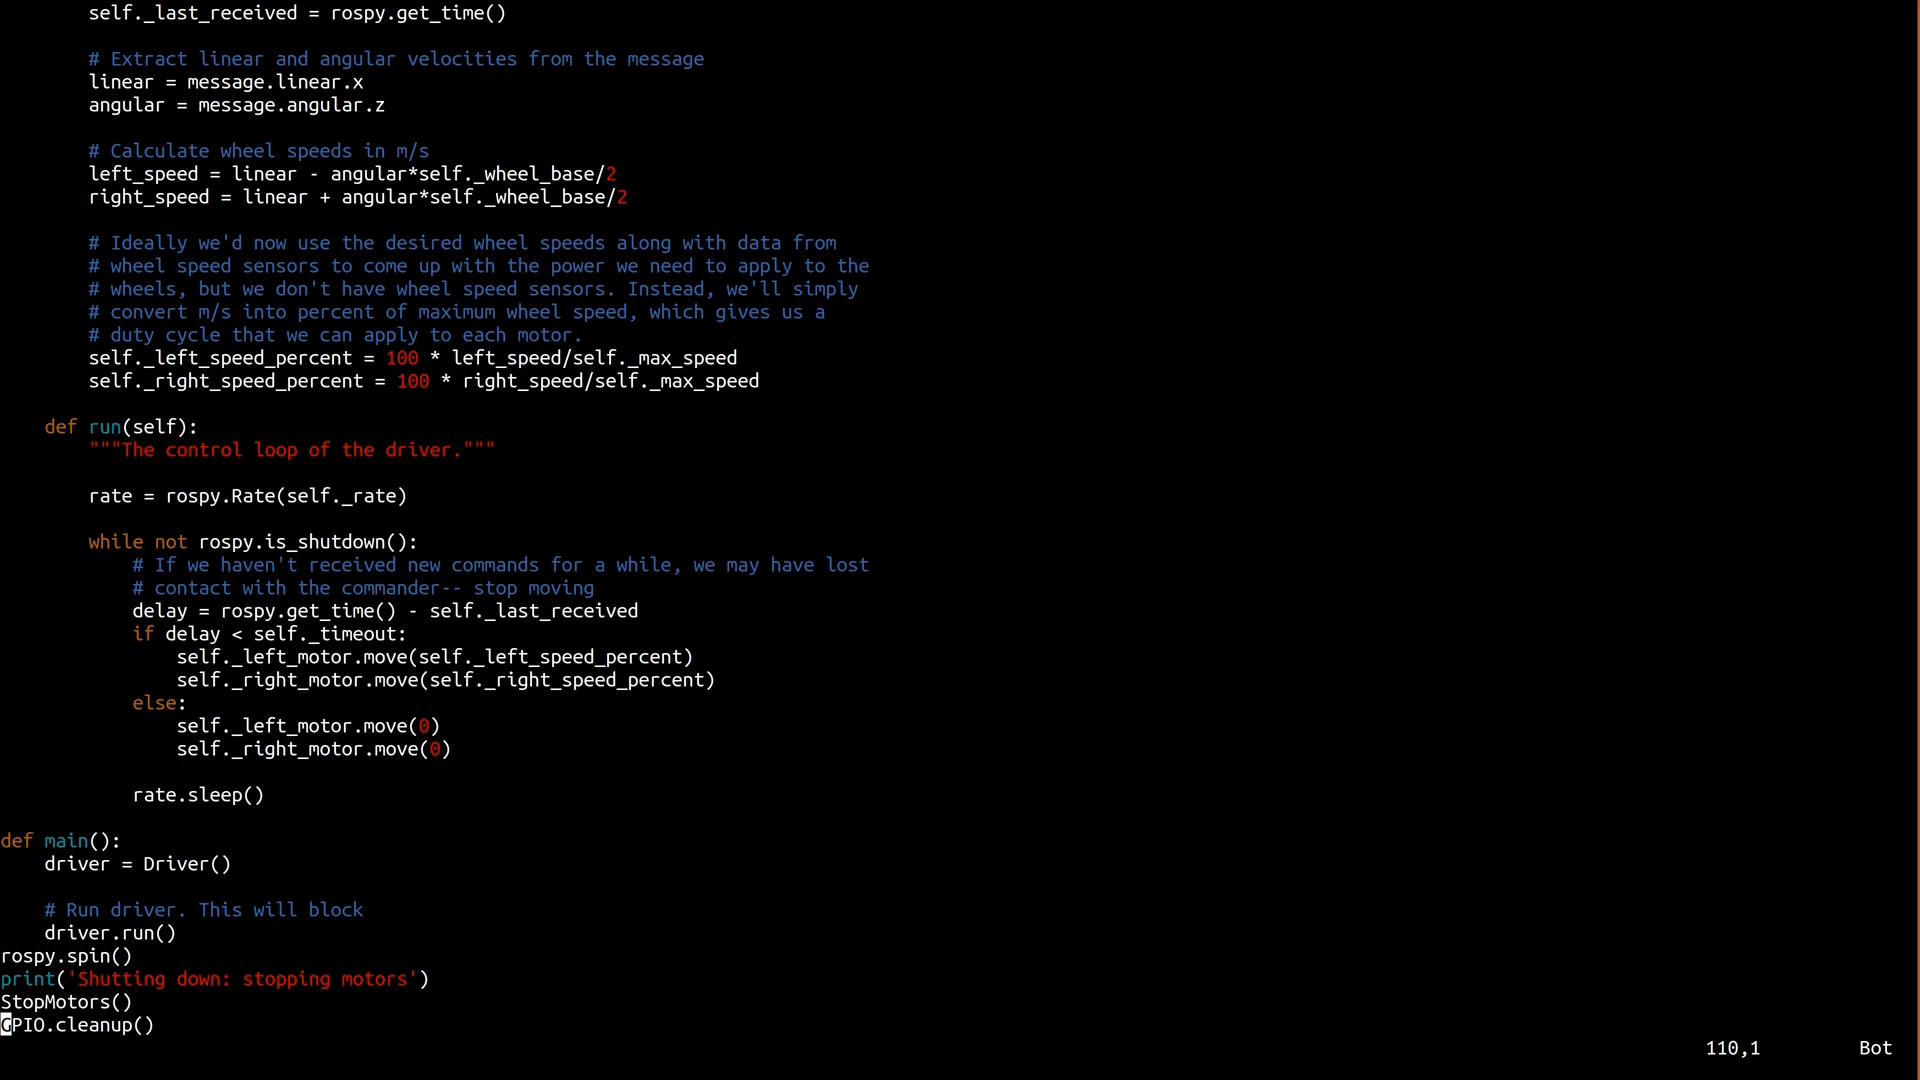 self._last_received = rospy.get_time()

        # Extract linear and angular velocities from the message
        linear = message.linear.x
        angular = message.angular.z

        # Calculate wheel speeds in m/s
        left_speed = linear - angular*self._wheel_base/2
        right_speed = linear + angular*self._wheel_base/2

        # Ideally we'd now use the desired wheel speeds along with data from
        # wheel speed sensors to come up with the power we need to apply to the
        # wheels, but we don't have wheel speed sensors. Instead, we'll simply
        # convert m/s into percent of maximum wheel speed, which gives us a
        # duty cycle that we can apply to each motor.
        self._left_speed_percent = 100 * left_speed/self._max_speed
        self._right_speed_percent = 100 * right_speed/self._max_speed

    def run(self):
        """The control loop of the driver."""

        rate = rospy.Rate(self._rate)

        while not rospy.is_shutdown():
            # If we haven't received new commands for a while, we may have lost
            # contact with the commander-- stop moving
            delay = rospy.get_time() - self._last_received
            if delay < self._timeout:
                self._left_motor.move(self._left_speed_percent)
                self._right_motor.move(self._right_speed_percent)
            else:
                self._left_motor.move(0)
                self._right_motor.move(0)

            rate.sleep()

def main():
    driver = Driver()

    # Run driver. This will block
    driver.run()
rospy.spin()
print('Shutting down: stopping motors')
StopMotors()
GPIO.cleanup()
110,1 Bot